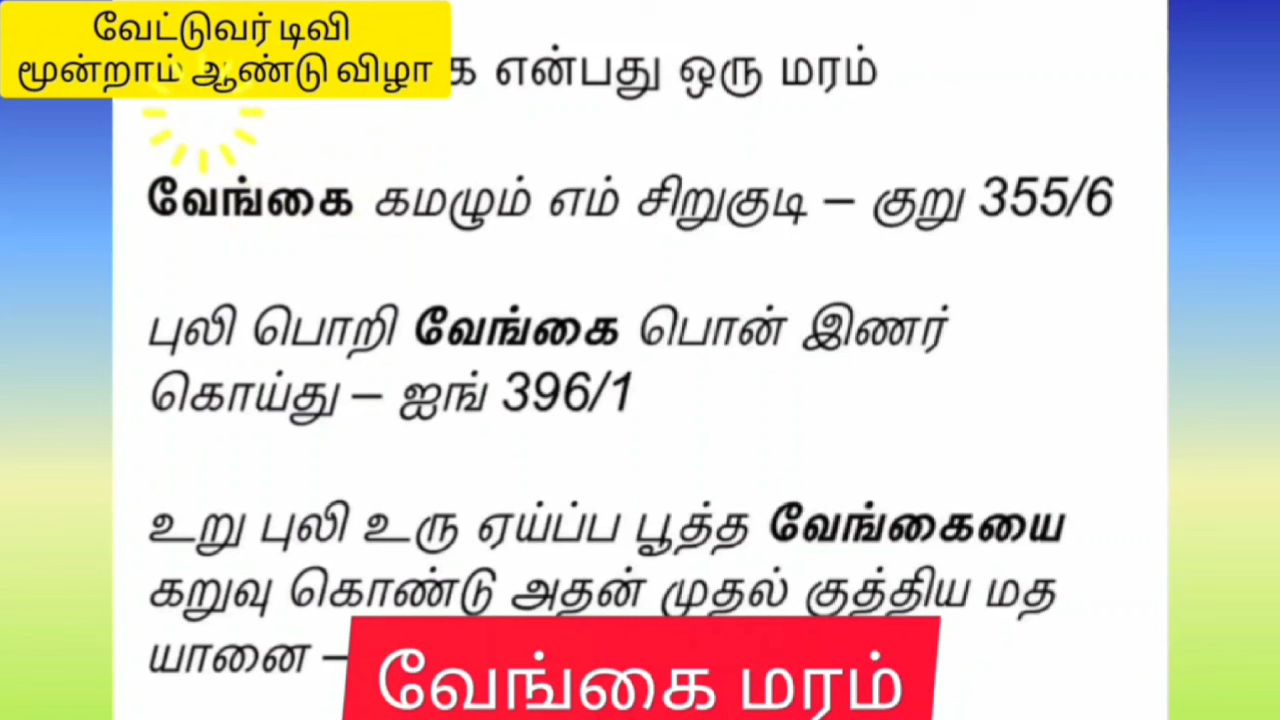 வேட்டுவர் டிவி
மூன்றாம் ஆண்டு விழா
என்பது ஒரு மரம்
வேங்கை கமழும் எம் சிறுகுடி – குறு 355/6
புலி பொறி வேங்கை பொன் இணர்
கொய்து – ஐங் 396/1
உறு புலி உரு ஏய்ப்ப பூத்த வேங்கையை
கறுவு கொண்டு அதன் முதல் குத்திய மத
யானை –
வேங்கை மரம்